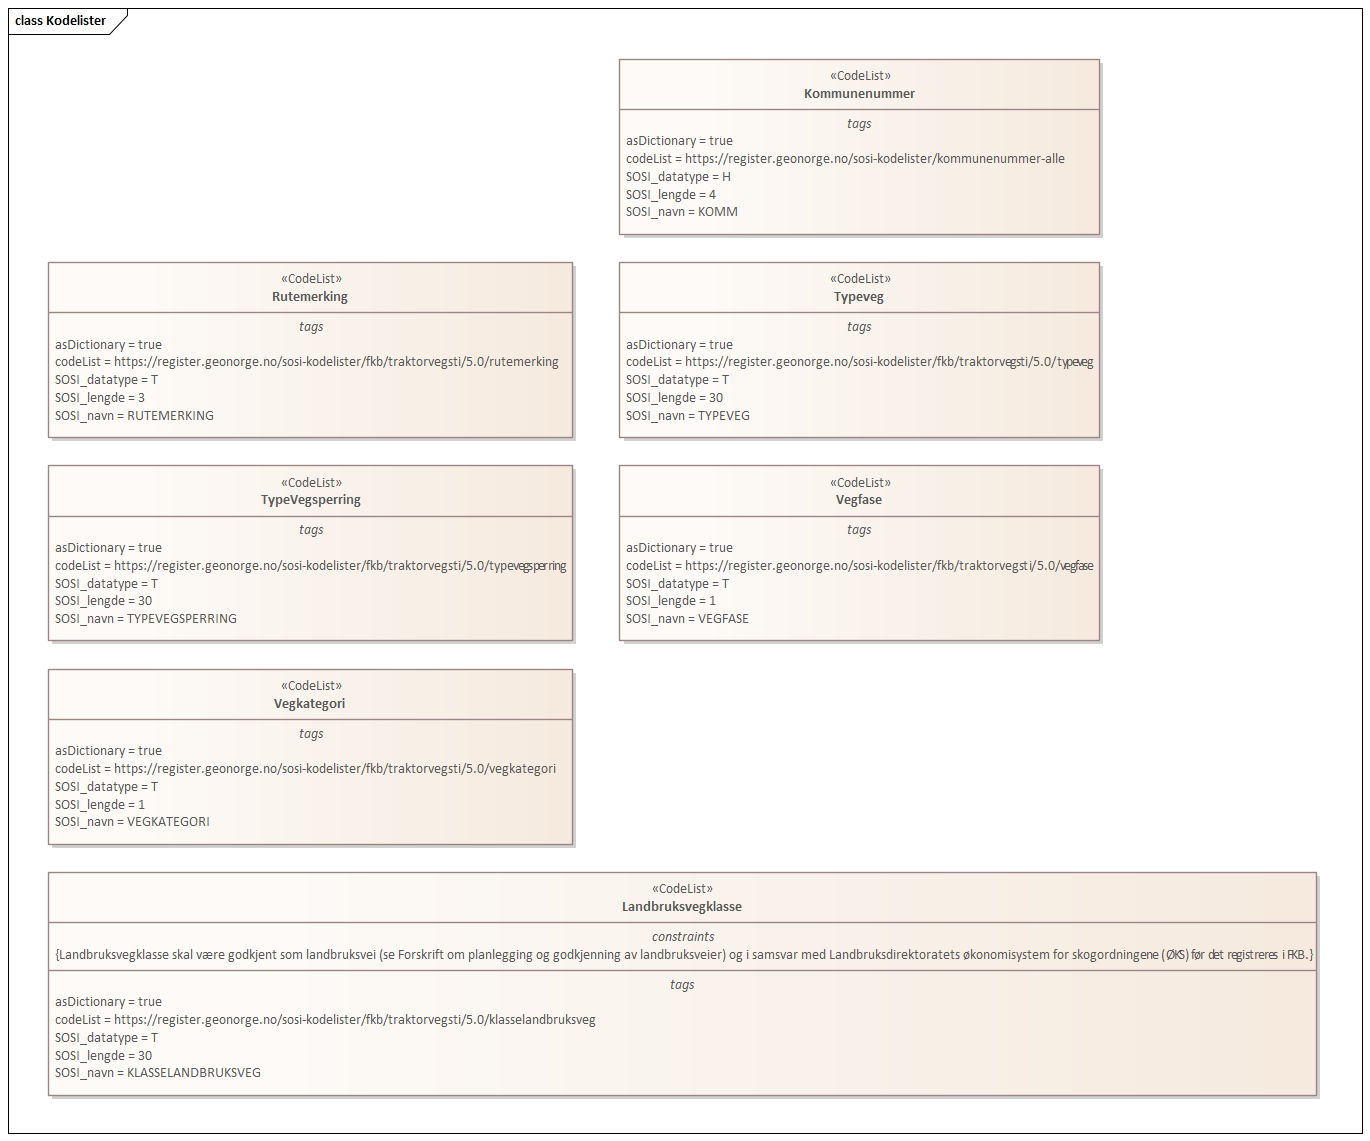 class Kodelister
«CodeList»
Kommunenummer
tags
asDictionary = true
codeList = https://register.geonorge.no/sosi-kodelister/kommunenummer-alle
SOSI_datatype = H
SOSI_lengde = 4
SOSI_navn = KOMM
«CodeList»
Rutemerking
tags
asDictionary = true
codeList = https://register.geonorge.no/sosi-kodelister/fkb/traktorvegsti/5.0/rutemerking
SOSI_datatype = T
SOSI_lengde = 3
SOSI_navn = RUTEMERKING
«CodeList»
Typeveg
tags
asDictionary = true
codeList = https://register.geonorge.no/sosi-kodelister/fkb/traktorvegsti/5.0/typeveg
SOSI_datatype = T
SOSI_lengde = 30
SOSI_navn = TYPEVEG
«CodeList»
TypeVegsperring
tags
asDictionary = true
codeList = https://register.geonorge.no/sosi-kodelister/fkb/traktorvegsti/5.0/typevegsperring
SOSI_datatype = T
SOSI_lengde = 30
SOSI_navn = TYPEVEGSPERRING
«CodeList»
Vegfase
tags
asDictionary = true
codeList = https://register.geonorge.no/sosi-kodelister/fkb/traktorvegsti/5.0/vegfase
SOSI_datatype = T
SOSI_lengde = 1
SOSI_navn = VEGFASE
«CodeList»
Vegkategori
tags
asDictionary = true
codeList = https://register.geonorge.no/sosi-kodelister/fkb/traktorvegsti/5.0/vegkategori
SOSI_datatype = T
SOSI_lengde = 1
SOSI_navn = VEGKATEGORI
«CodeList»
Landbruksvegklasse
constraints
{Landbruksvegklasse skal være godkjent som landbruksvei (se Forskrift om planlegging og godkjenning av landbruksveier) og i samsvar med Landbruksdirektoratets økonomisystem for skogordningene (ØKS) før det registreres i FKB.}
tags
asDictionary = true
codeList = https://register.geonorge.no/sosi-kodelister/fkb/traktorvegsti/5.0/klasselandbruksveg
SOSI_datatype = T
SOSI_lengde = 30
SOSI_navn = KLASSELANDBRUKSVEG